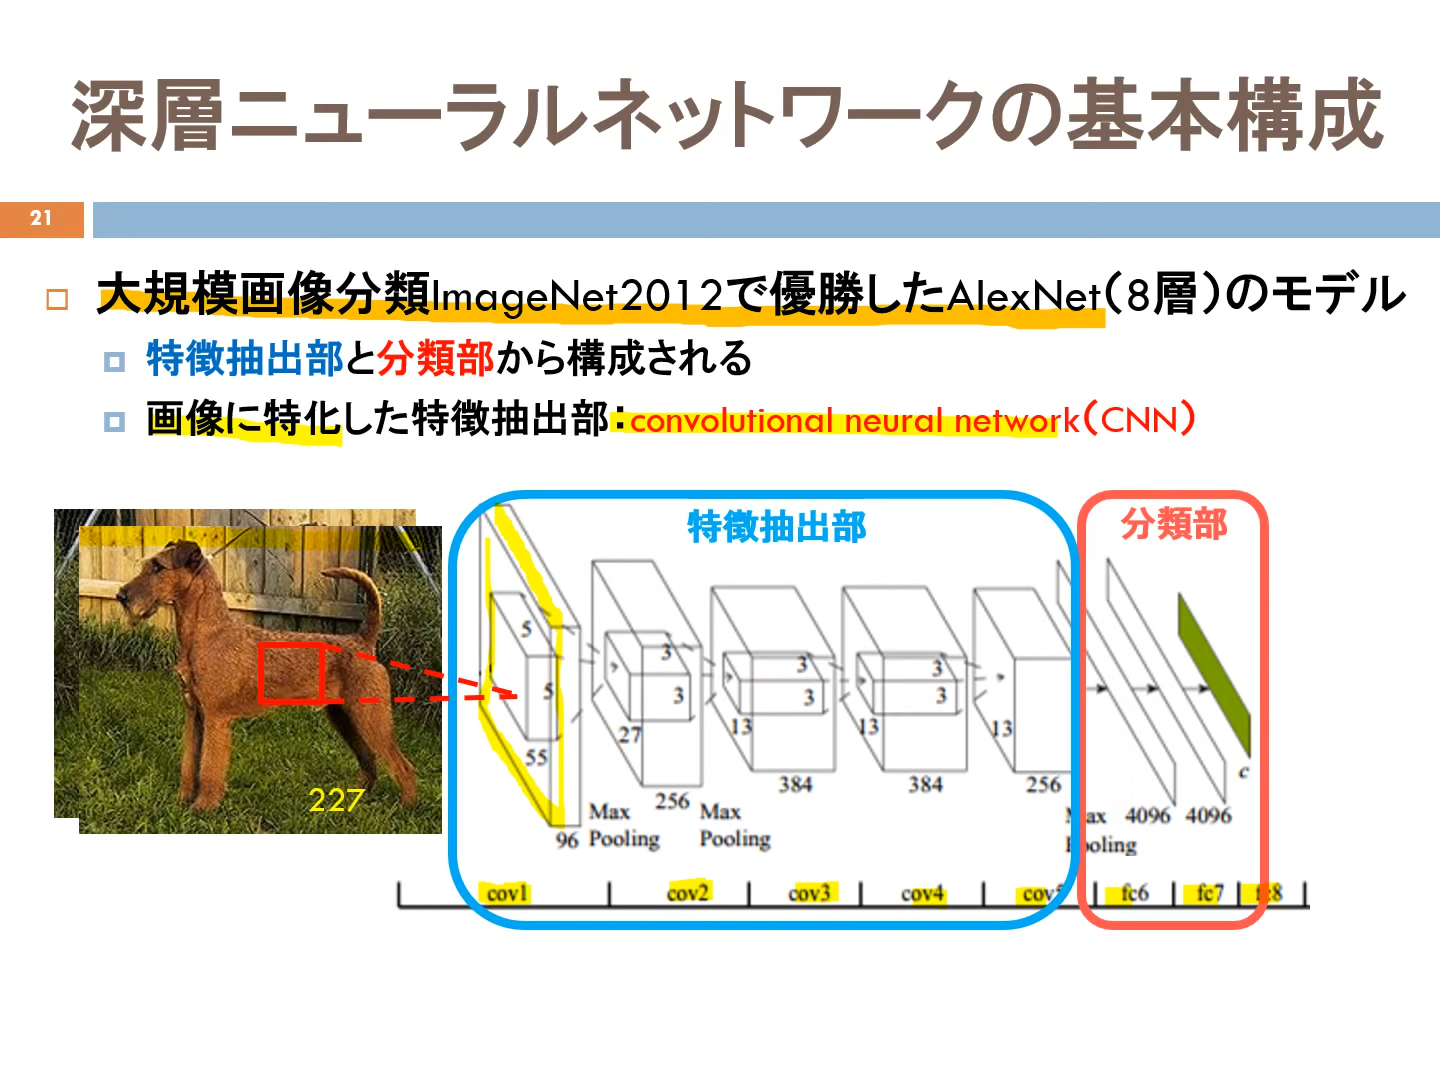 深層ニューラルネットワークの基本構成
21
大規模画像分類ImageNet2012で優勝したAlexNet(8層)のモデル
特徴抽出部と分類部から構成される
画像に特化した特徴抽出部:convolutional neural network(CNN)
特徴抽出部
分類部
5
5
55
96
3
3
27
256
3
3
13
384
3
3
13
384
13
256
227
Max
Pooling
Max
Pooling
Max
Pooling
4096
4096
c
cov1
cov2
cov3
cov4
cov5
fc6
fc7
fc8